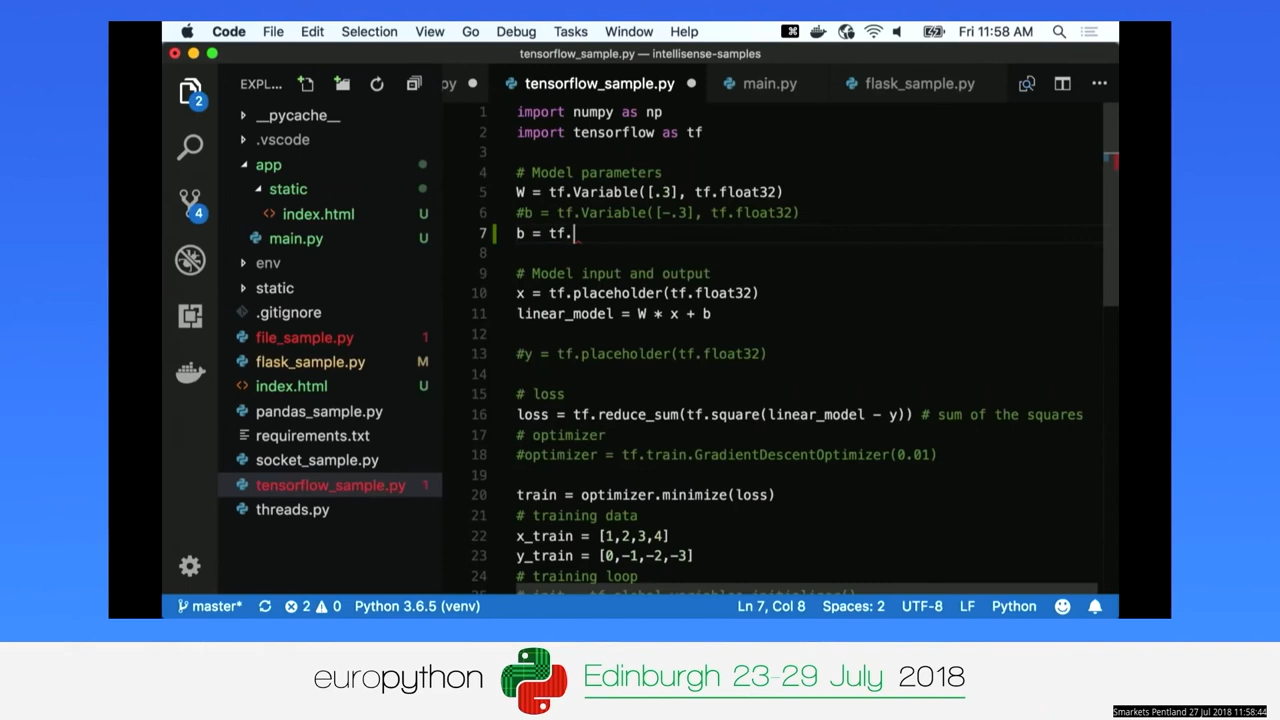 Code File Edit Selection View Go Debug Tasks Window Help Fri 11:58 AM
tensorflow_sample.py — intellisense-samples
EXPL... py tensorflow_sample.py main.py flask_sample.py
2
4
__pycache__
.vscode
app
static
index.html U
main.py U
env
static
.gitignore
file_sample.py 1
flask_sample.py M
index.html U
pandas_sample.py
requirements.txt
socket_sample.py
tensorflow_sample.py 1
threads.py
1 import numpy as np
2 import tensorflow as tf
3
4 # Model parameters
5 W = tf.Variable([.3], tf.float32)
6 #b = tf.Variable([-.3], tf.float32)
7 b = tf.
8
9 # Model input and output
10 x = tf.placeholder(tf.float32)
11 linear_model = W * x + b
12
13 #y = tf.placeholder(tf.float32)
14
15 # loss
16 loss = tf.reduce_sum(tf.square(linear_model - y)) # sum of the squares
17 # optimizer
18 #optimizer = tf.train.GradientDescentOptimizer(0.01)
19
20 train = optimizer.minimize(loss)
21 # training data
22 x_train = [1,2,3,4]
23 y_train = [0,-1,-2,-3]
24 # training loop
master* 2 0 Python 3.6.5 (venv) Ln 7, Col 8 Spaces: 2 UTF-8 LF Python
europython Edinburgh 23-29 July 2018
Smarkets Pentland 27 Jul 2018 11:58:44